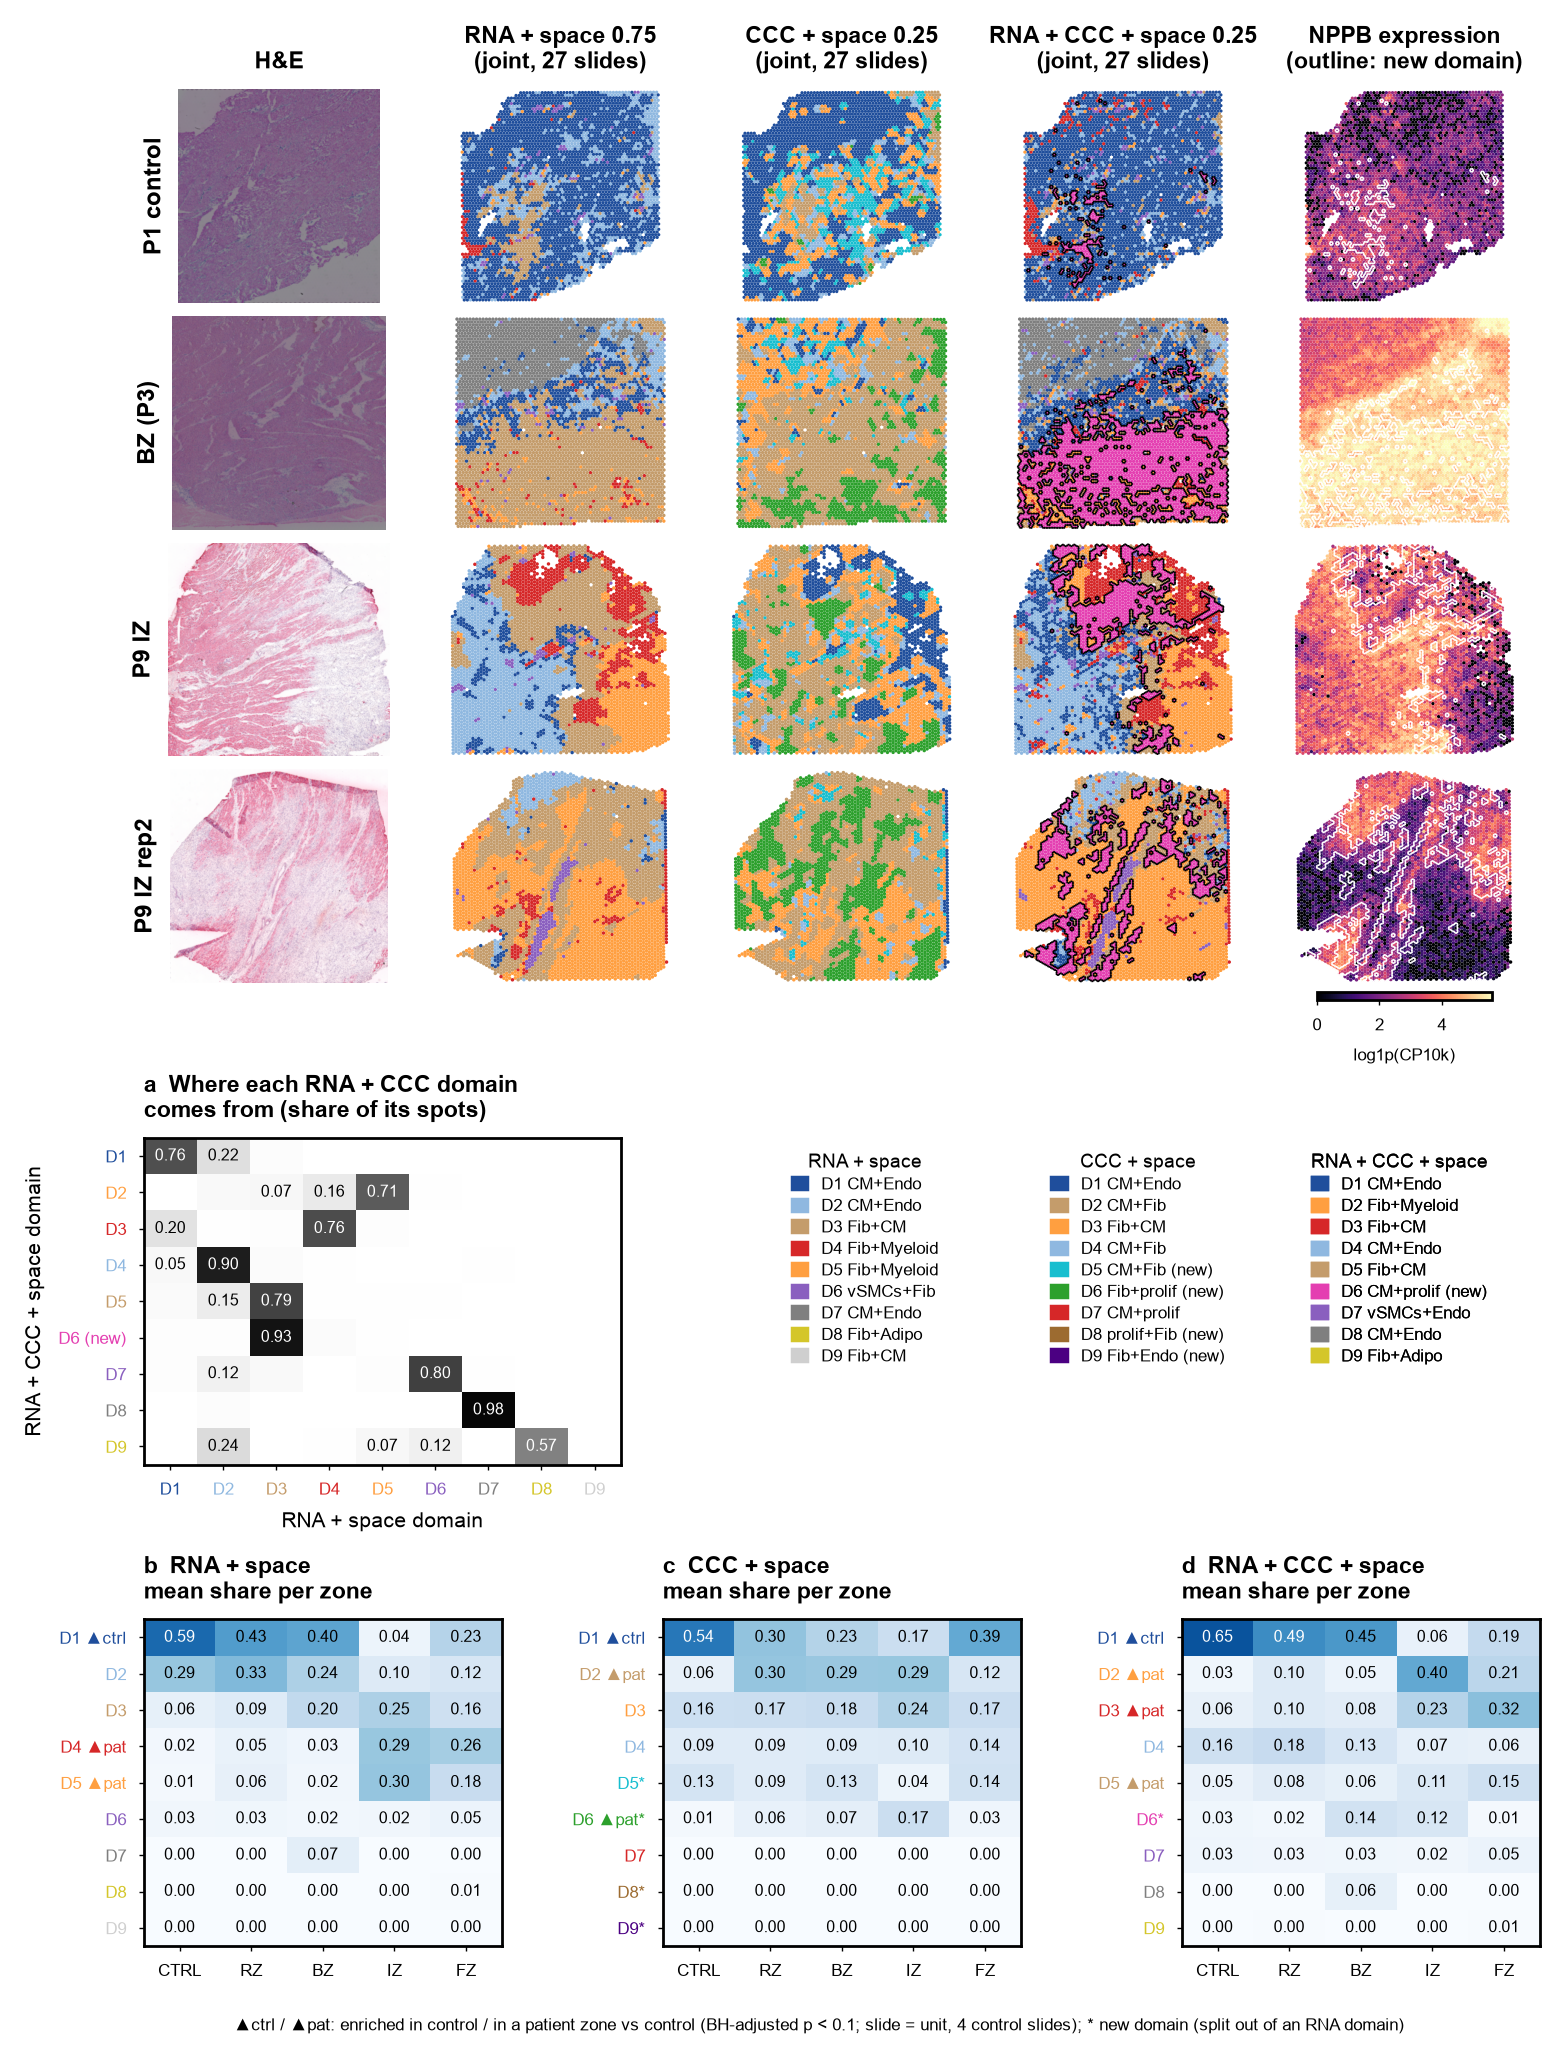 H&E
RNA + space 0.75
(joint, 27 slides)
CCC + space 0.25
(joint, 27 slides)
RNA + CCC + space 0.25
(joint, 27 slides)
NPPB expression
(outline: new domain)
P1 control
BZ (P3)
P9 IZ
P9 IZ rep2
0 2 4
log1p(CP10k)
a Where each RNA + CCC domain
comes from (share of its spots)
RNA + CCC + space domain
D1 0.76 0.22
D2 0.07 0.16 0.71
D3 0.20 0.76
D4 0.05 0.90
D5 0.15 0.79
D6 (new) 0.93
D7 0.12 0.80
D8 0.98
D9 0.24 0.07 0.12 0.57
D1 D2 D3 D4 D5 D6 D7 D8 D9
RNA + space domain
RNA + space
D1 CM+Endo
D2 CM+Endo
D3 Fib+CM
D4 Fib+Myeloid
D5 Fib+Myeloid
D6 vSMCs+Fib
D7 CM+Endo
D8 Fib+Adipo
D9 Fib+CM
CCC + space
D1 CM+Endo
D2 CM+Fib
D3 Fib+CM
D4 CM+Fib
D5 CM+Fib (new)
D6 Fib+prolif (new)
D7 CM+prolif
D8 prolif+Fib (new)
D9 Fib+Endo (new)
RNA + CCC + space
D1 CM+Endo
D2 Fib+Myeloid
D3 Fib+CM
D4 CM+Endo
D5 Fib+CM
D6 CM+prolif (new)
D7 vSMCs+Endo
D8 CM+Endo
D9 Fib+Adipo
b RNA + space
mean share per zone
D1 ▲ctrl 0.59 0.43 0.40 0.04 0.23
D2 0.29 0.33 0.24 0.10 0.12
D3 0.06 0.09 0.20 0.25 0.16
D4 ▲pat 0.02 0.05 0.03 0.29 0.26
D5 ▲pat 0.01 0.06 0.02 0.30 0.18
D6 0.03 0.03 0.02 0.02 0.05
D7 0.00 0.00 0.07 0.00 0.00
D8 0.00 0.00 0.00 0.00 0.01
D9 0.00 0.00 0.00 0.00 0.00
CTRL RZ BZ IZ FZ
c CCC + space
mean share per zone
D1 ▲ctrl 0.54 0.30 0.23 0.17 0.39
D2 ▲pat 0.06 0.30 0.29 0.29 0.12
D3 0.16 0.17 0.18 0.24 0.17
D4 0.09 0.09 0.09 0.10 0.14
D5* 0.13 0.09 0.13 0.04 0.14
D6 ▲pat* 0.01 0.06 0.07 0.17 0.03
D7 0.00 0.00 0.00 0.00 0.00
D8* 0.00 0.00 0.00 0.00 0.00
D9* 0.00 0.00 0.00 0.00 0.00
CTRL RZ BZ IZ FZ
d RNA + CCC + space
mean share per zone
D1 ▲ctrl 0.65 0.49 0.45 0.06 0.19
D2 ▲pat 0.03 0.10 0.05 0.40 0.21
D3 ▲pat 0.06 0.10 0.08 0.23 0.32
D4 0.16 0.18 0.13 0.07 0.06
D5 ▲pat 0.05 0.08 0.06 0.11 0.15
D6* 0.03 0.02 0.14 0.12 0.01
D7 0.03 0.03 0.03 0.02 0.05
D8 0.00 0.00 0.06 0.00 0.00
D9 0.00 0.00 0.00 0.00 0.01
CTRL RZ BZ IZ FZ
▲ctrl / ▲pat: enriched in control / in a patient zone vs control (BH-adjusted p < 0.1; slide = unit, 4 control slides); * new domain (split out of an RNA domain)